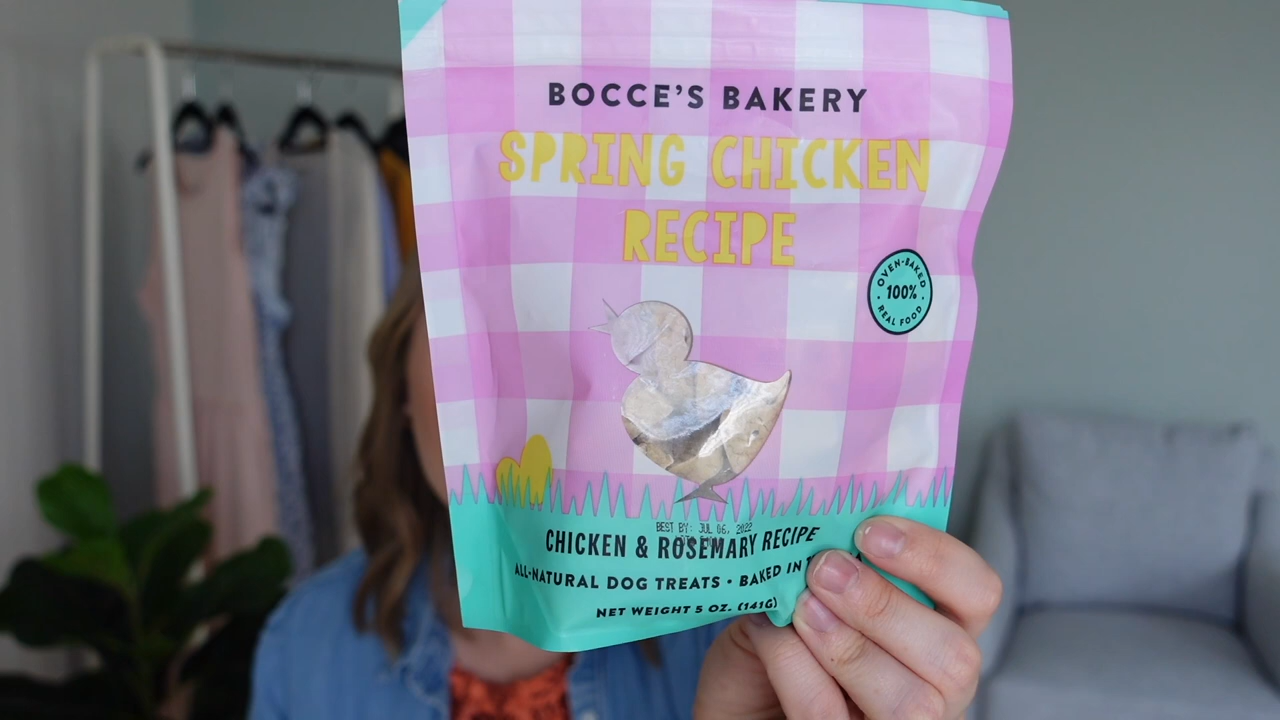 BOCCE'S BAKERY
SPRING CHICKEN
RECIPE
OVEN-BAKED
100%
REAL FOOD
BEST BY: JUL 06, 2022
CHICKEN & ROSEMARY RECIPE
ALL-NATURAL DOG TREATS • BAKED IN
NET WEIGHT 5 OZ. (141G)